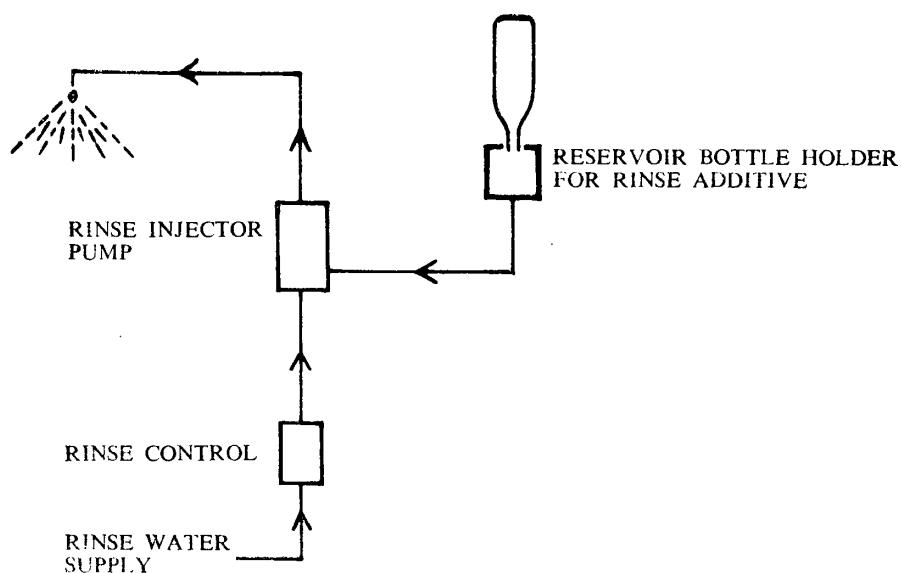 RESERVOIR BOTTLE HOLDER
FOR RINSE ADDITIVE
RINSE INJECTOR
PUMP
RINSE CONTROL
RINSE WATER
SUPPLY